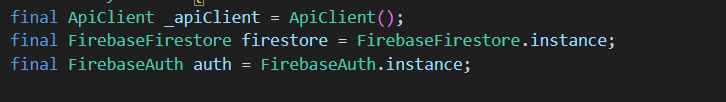 final ApiClient _apiClient = ApiClient();
final FirebaseFirestore firestore = FirebaseFirestore.instance;
final FirebaseAuth auth = FirebaseAuth.instance;